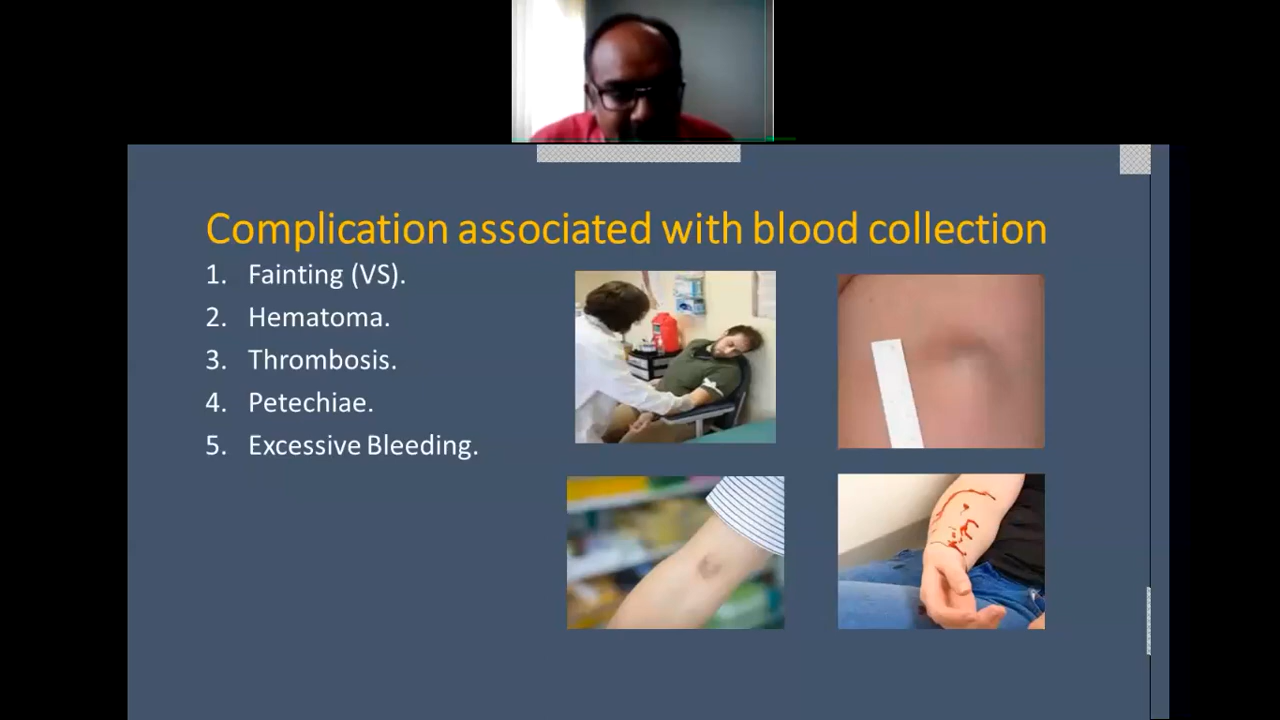 Complication associated with blood collection
1. Fainting (VS).
2. Hematoma.
3. Thrombosis.
4. Petechiae.
5. Excessive Bleeding.